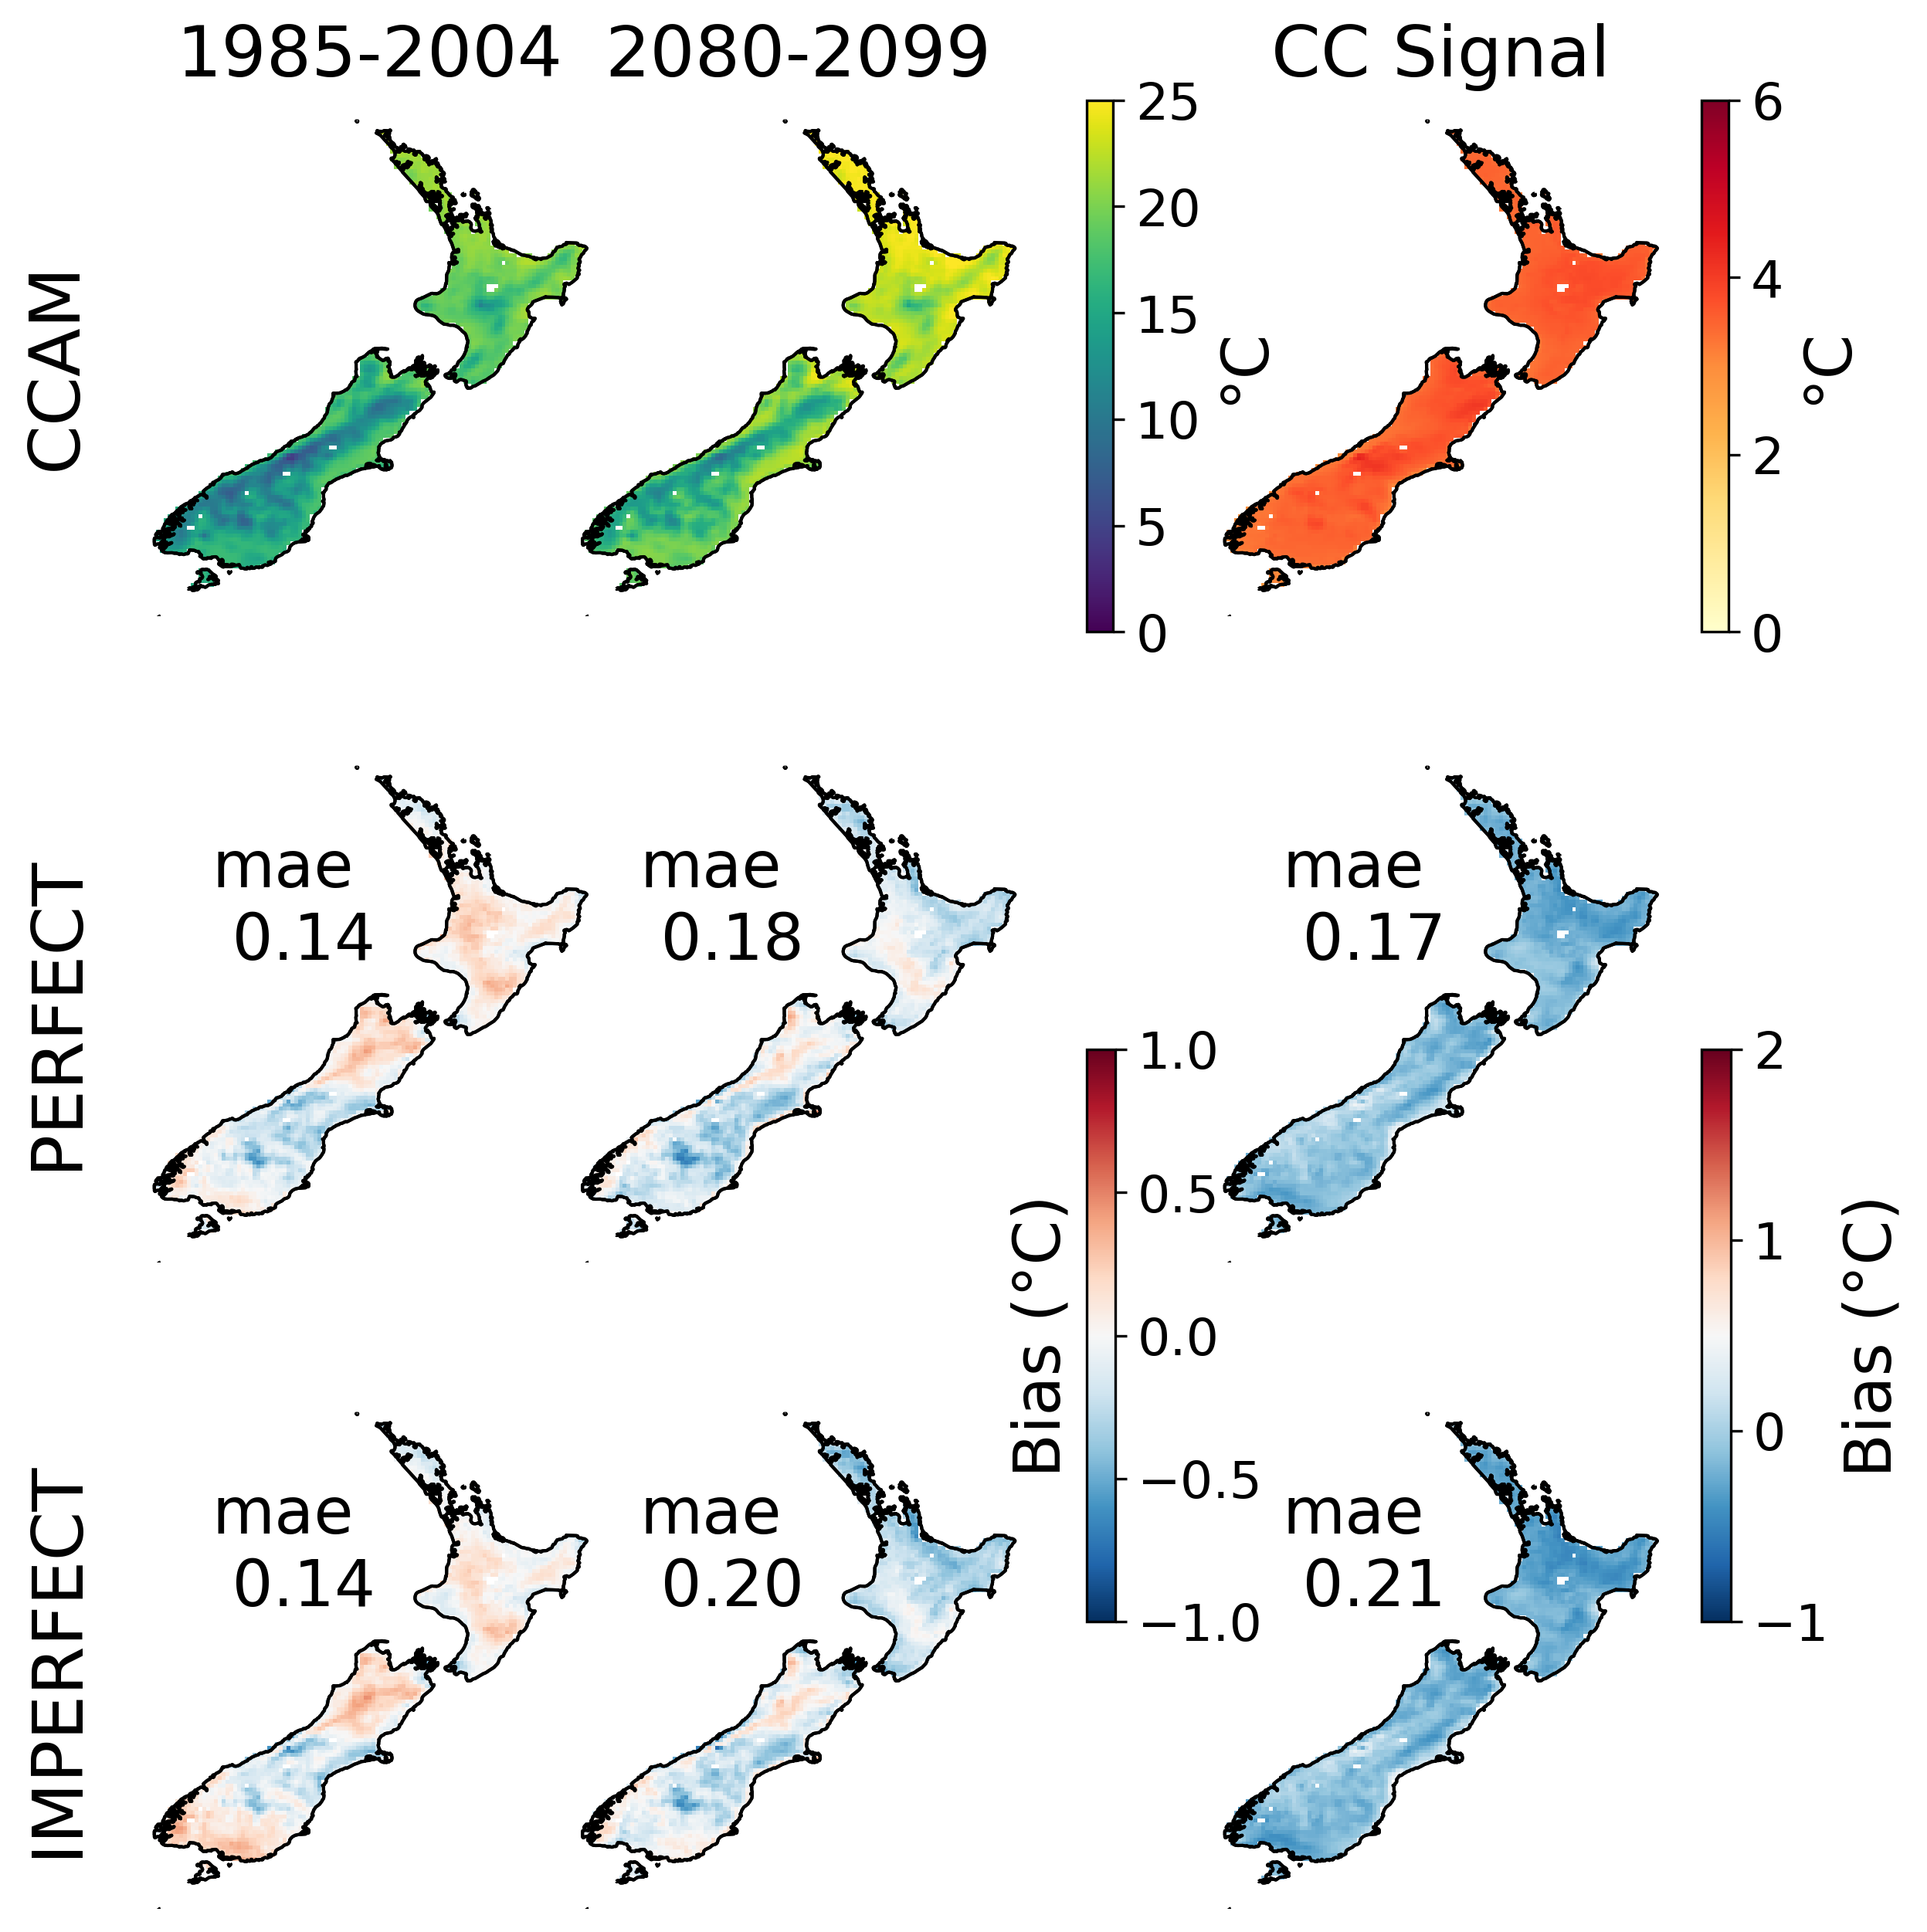 1985-2004
2080-2099
CC Signal
CCAM
25
20
15
10
5
0
°C
6
4
2
0
°C
PERFECT
mae
0.14
mae
0.18
mae
0.17
IMPERFECT
mae
0.14
mae
0.20
mae
0.21
Bias (°C)
1.0
0.5
0.0
−0.5
−1.0
2
1
0
−1
Bias (°C)